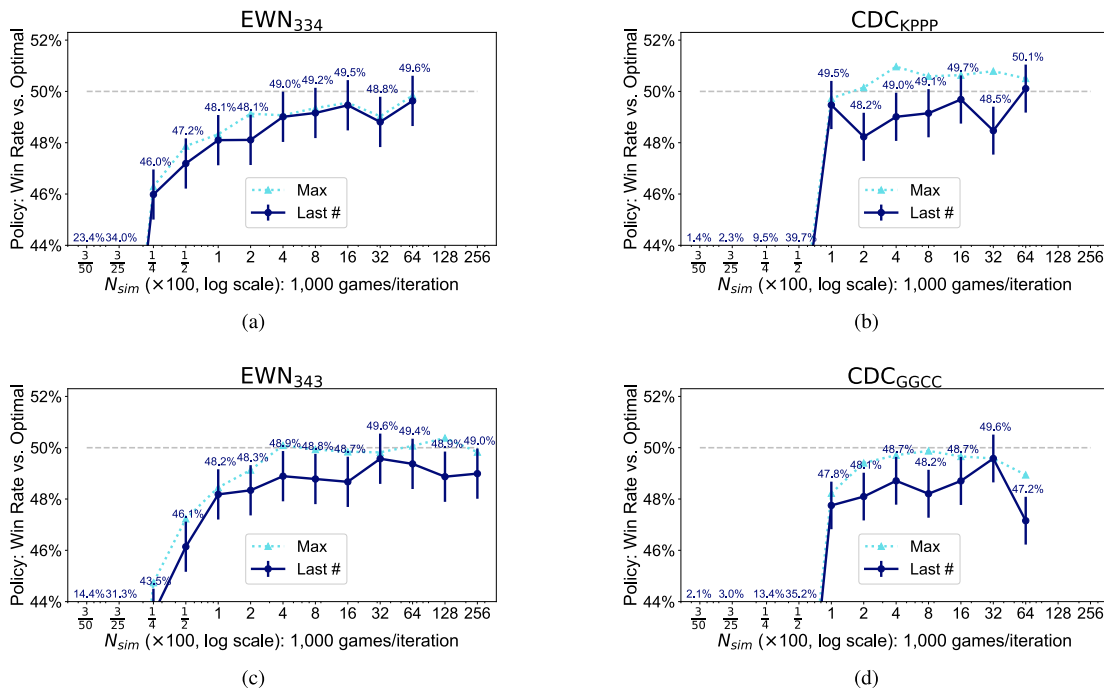 EWN334
Policy: Win Rate vs. Optimal
52%
50%
48%
46%
44%
23.4% 34.0% 46.0% 47.2% 48.1% 48.1% 49.0% 49.2% 49.5% 48.8% 49.6%
Max
Last #
3/50 3/25 1/4 1/2 1 2 4 8 16 32 64 128 256
Nsim (×100, log scale): 1,000 games/iteration
(a)
CDCKPPP
Policy: Win Rate vs. Optimal
52%
50%
48%
46%
44%
1.4% 2.3% 9.5% 39.7% 49.5% 48.2% 49.0% 49.1% 49.7% 48.5% 50.1%
Max
Last #
3/50 3/25 1/4 1/2 1 2 4 8 16 32 64 128 256
Nsim (×100, log scale): 1,000 games/iteration
(b)
EWN343
Policy: Win Rate vs. Optimal
52%
50%
48%
46%
44%
14.4% 31.3% 43.5% 46.1% 48.2% 48.3% 48.9% 48.8% 48.7% 49.6% 49.4% 48.9% 49.0%
Max
Last #
3/50 3/25 1/4 1/2 1 2 4 8 16 32 64 128 256
Nsim (×100, log scale): 1,000 games/iteration
(c)
CDCGGCC
Policy: Win Rate vs. Optimal
52%
50%
48%
46%
44%
2.1% 3.0% 13.4% 35.2% 47.8% 48.1% 48.7% 48.2% 48.7% 49.6% 47.2%
Max
Last #
3/50 3/25 1/4 1/2 1 2 4 8 16 32 64 128 256
Nsim (×100, log scale): 1,000 games/iteration
(d)